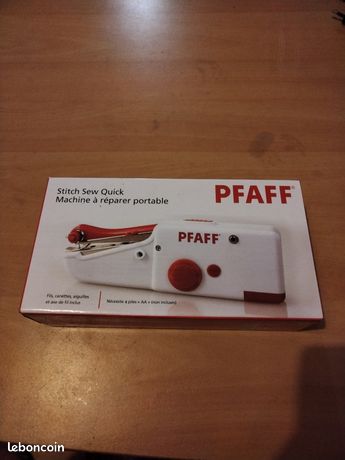 Stitch Sew Quick
Machine à réparer portable
PFAFF®
PFAFF
Fils, canettes, aiguilles
et axe de fil inclus
Nécessite 4 piles « AA » (non incluses)
leboncoin